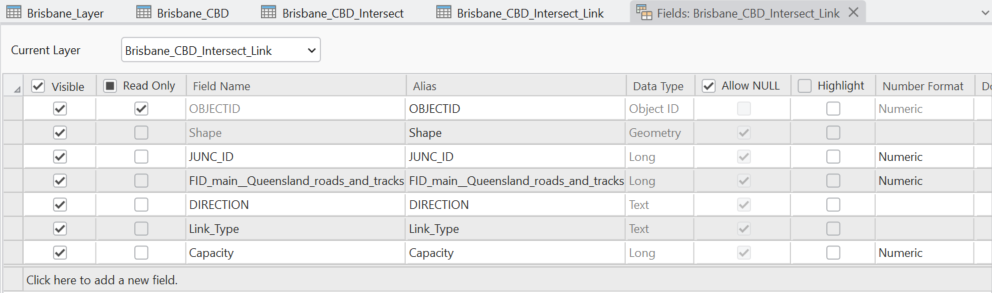 Brisbane_Layer Brisbane_CBD Brisbane_CBD_Intersect Brisbane_CBD_Intersect_Link Fields: Brisbane_CBD_Intersect_Link
Current Layer Brisbane_CBD_Intersect_Link
Visible Read Only Field Name Alias Data Type Allow NULL Highlight Number Format
OBJECTID OBJECTID Object ID Numeric
Shape Shape Geometry
JUNC_ID JUNC_ID Long Numeric
FID_main__Queensland_roads_and_tracks FID_main__Queensland_roads_and_tracks Long Numeric
DIRECTION DIRECTION Text
Link_Type Link_Type Text
Capacity Capacity Long Numeric
Click here to add a new field.